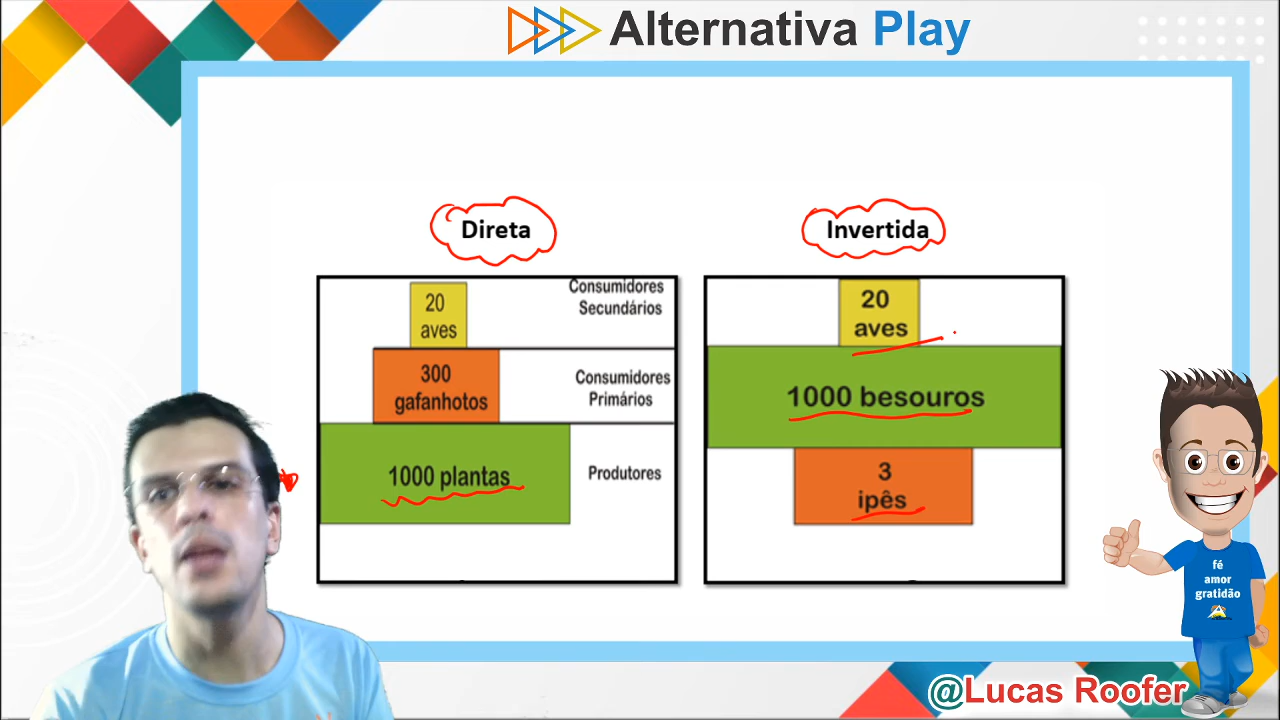 Alternativa Play
Direta
Invertida
20
aves
Consumidores
Secundários
300
gafanhotos
Consumidores
Primários
1000 plantas
Produtores
20
aves
1000 besouros
3
ipês
fé
amor
gratidão
@Lucas Roofer